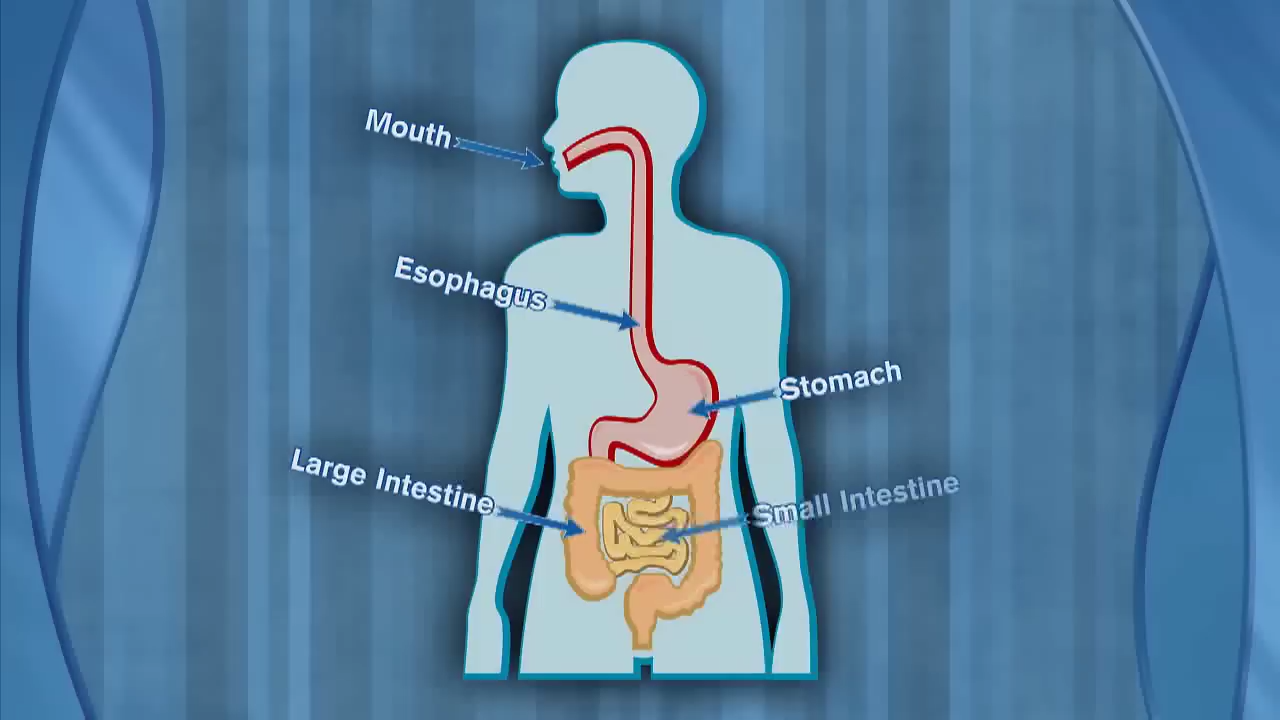 Mouth
Esophagus
Stomach
Large Intestine
Small Intestine